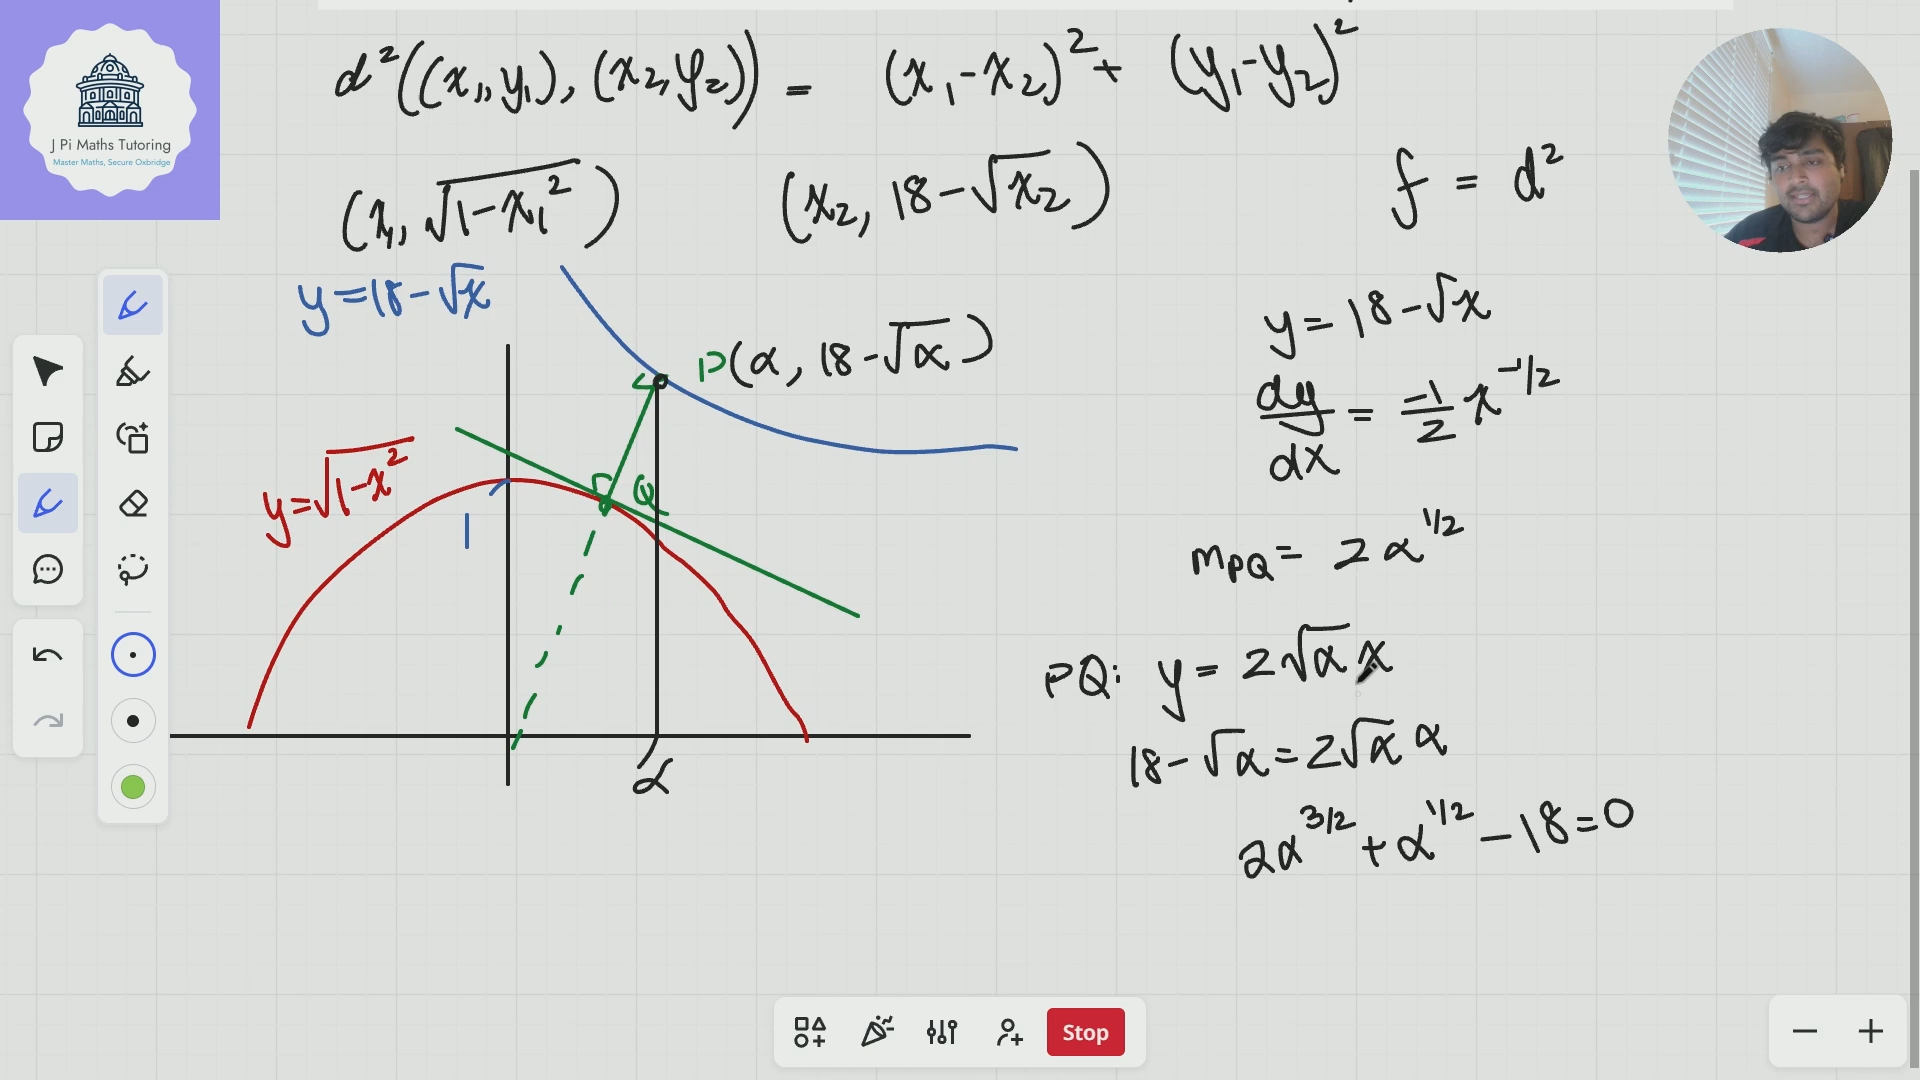 J Pi Maths Tutoring
Master Maths, Secure Oxbridge
d²((x₁, y₁), (x₂, y₂)) = (x₁ - x₂)² + (y₁ - y₂)²
(x₁, √(1 - x₁²)) (x₂, 18 - √x₂)
f = d²
y = 18 - √x
y = 18 - √x
P(α, 18 - √α)
dy/dx = -1/2 x^(-1/2)
y = √(1 - x²)
Q
1
m_PQ = 2α^(1/2)
PQ: y = 2√α x
18 - √α = 2√α α
α
2α^(3/2) + α^(1/2) - 18 = 0
Stop